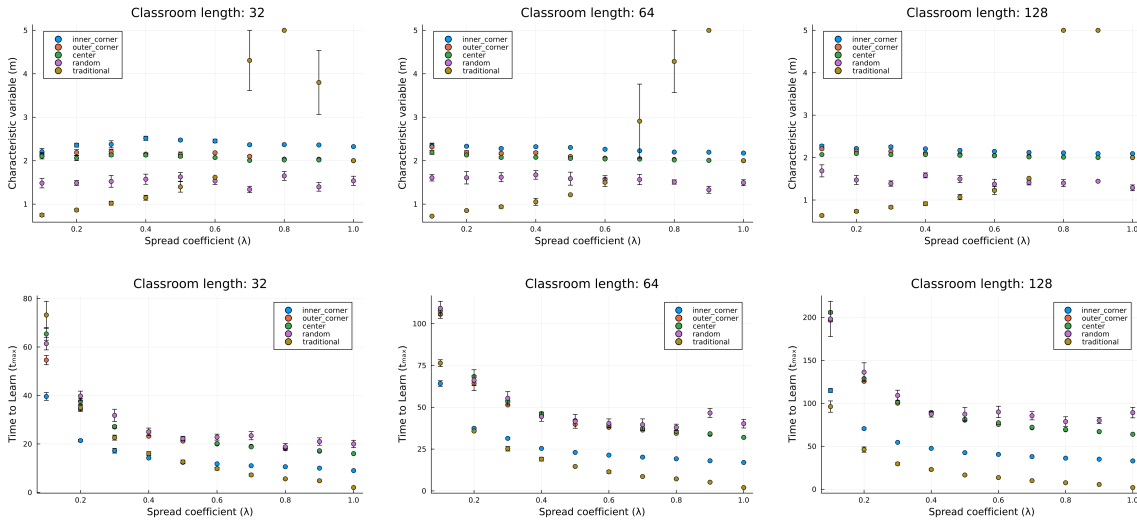 Classroom length: 32
Characteristic variable (m)
5
4
3
2
1
inner_corner
outer_corner
center
random
traditional
0.2
0.4
0.6
0.8
1.0
Spread coefficient (λ)
Classroom length: 64
Characteristic variable (m)
5
4
3
2
1
inner_corner
outer_corner
center
random
traditional
0.2
0.4
0.6
0.8
1.0
Spread coefficient (λ)
Classroom length: 128
Characteristic variable (m)
5
4
3
2
1
inner_corner
outer_corner
center
random
traditional
0.2
0.4
0.6
0.8
1.0
Spread coefficient (λ)
Classroom length: 32
Time to Learn (tₘₐₓ)
80
60
40
20
0
inner_corner
outer_corner
center
random
traditional
0.2
0.4
0.6
0.8
1.0
Spread coefficient (λ)
Classroom length: 64
Time to Learn (tₘₐₓ)
100
75
50
25
0
inner_corner
outer_corner
center
random
traditional
0.2
0.4
0.6
0.8
1.0
Spread coefficient (λ)
Classroom length: 128
Time to Learn (tₘₐₓ)
200
150
100
50
0
inner_corner
outer_corner
center
random
traditional
0.2
0.4
0.6
0.8
1.0
Spread coefficient (λ)